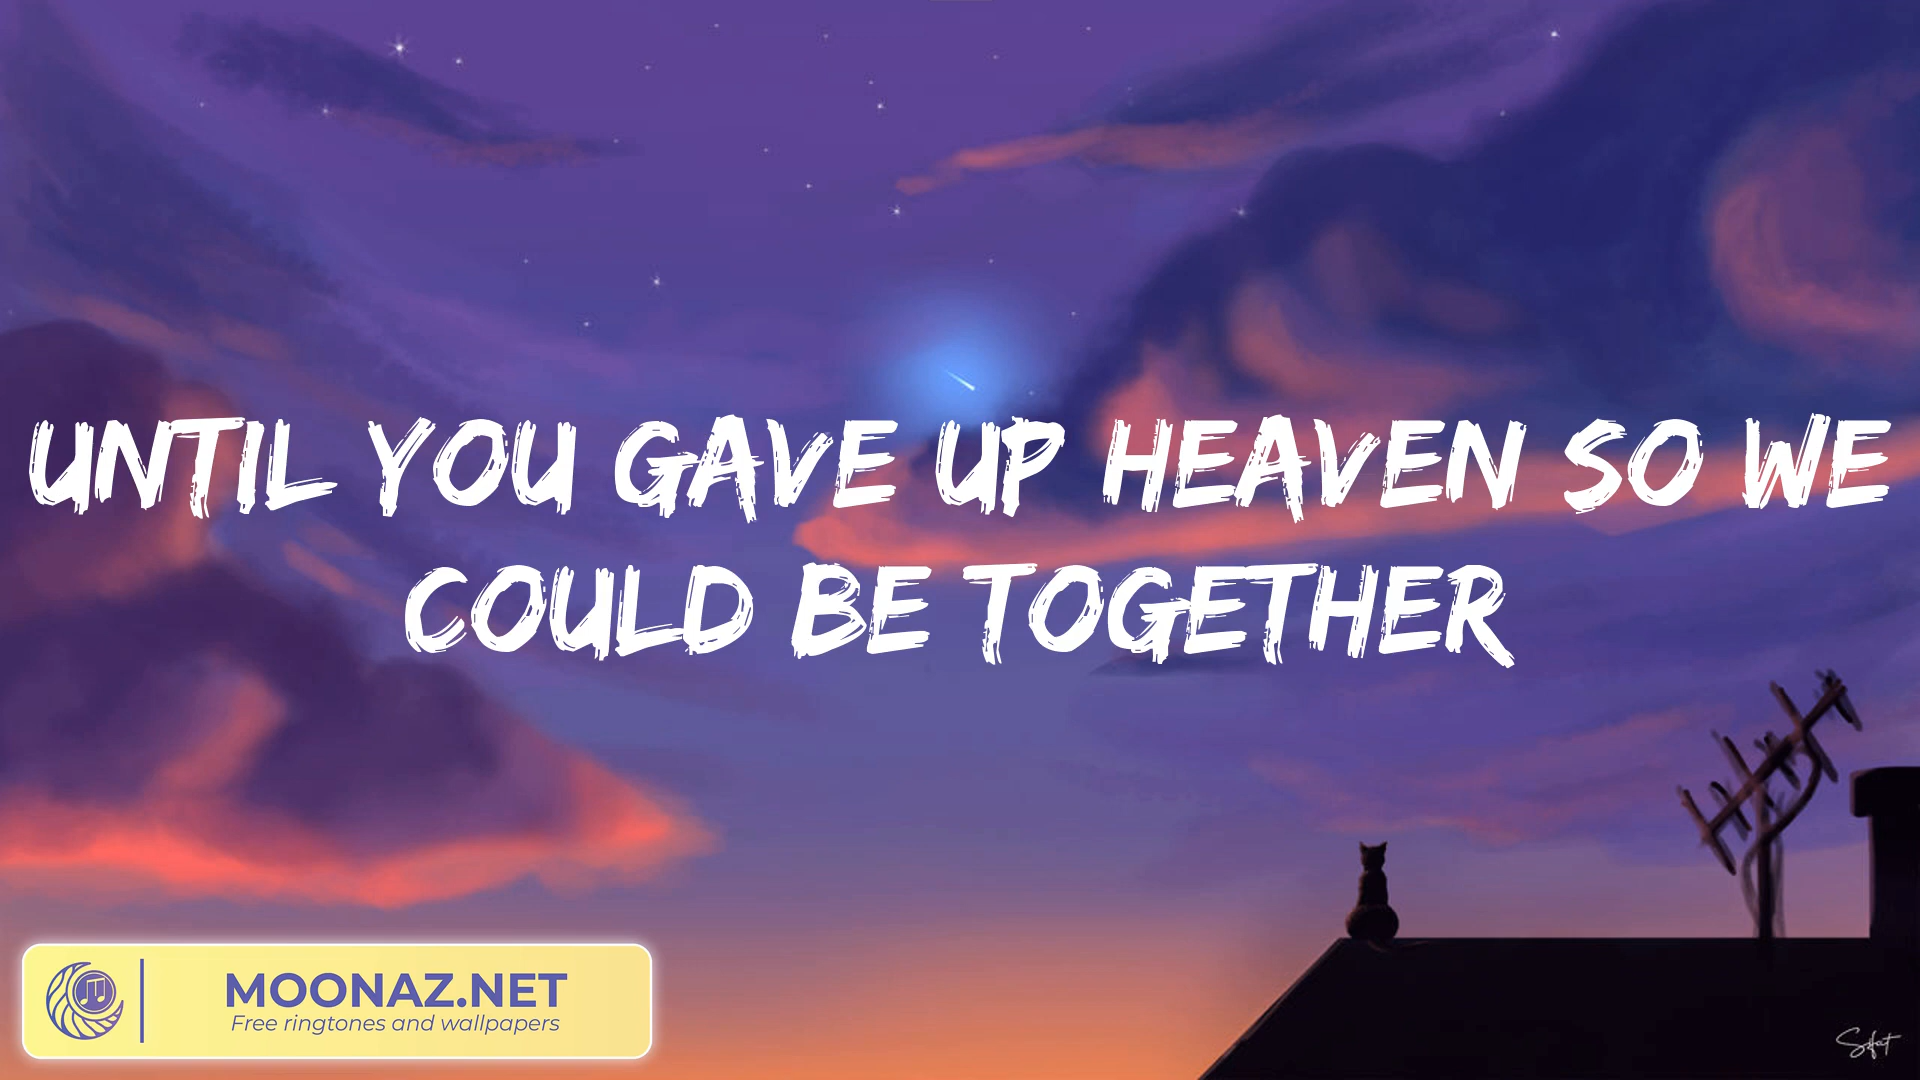 UNTIL YOU GAVE UP HEAVEN SO WE
COULD BE TOGETHER
MOONAZ.NET
Free ringtones and wallpapers